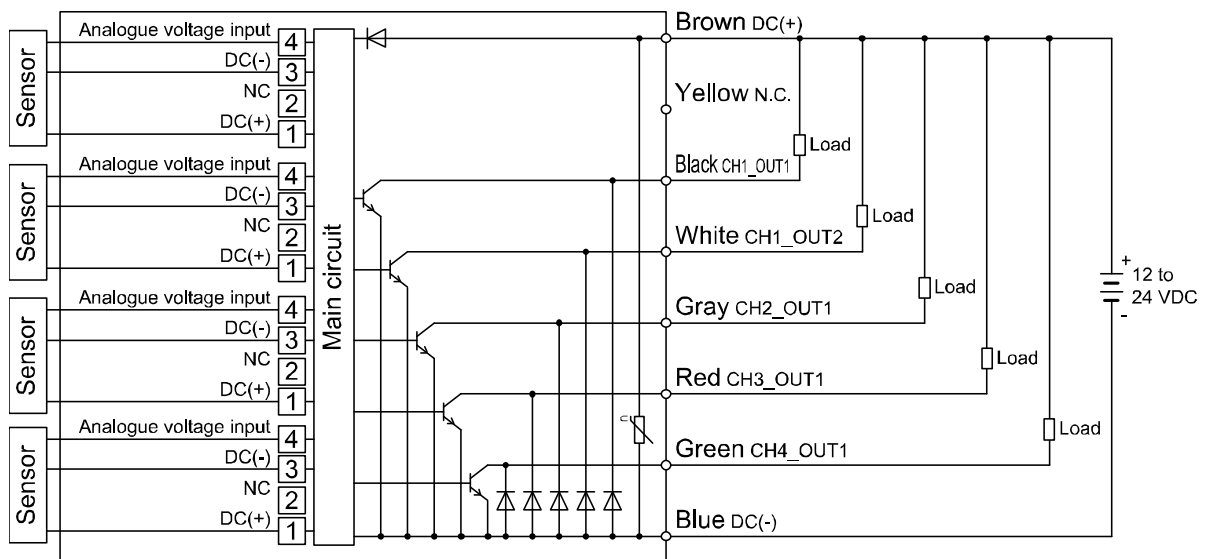 Sensor
Analogue voltage input
4
DC(-)
3
NC
2
DC(+)
1
Sensor
Analogue voltage input
4
DC(-)
3
NC
2
DC(+)
1
Sensor
Analogue voltage input
4
DC(-)
3
NC
2
DC(+)
1
Sensor
Analogue voltage input
4
DC(-)
3
NC
2
DC(+)
1
Main circuit
Brown DC(+)
Yellow N.C.
Load
Black CH1_OUT1
Load
White CH1_OUT2
Load
Gray CH2_OUT1
Load
Red CH3_OUT1
Load
Green CH4_OUT1
Blue DC(-)
+
12 to
24 VDC
-